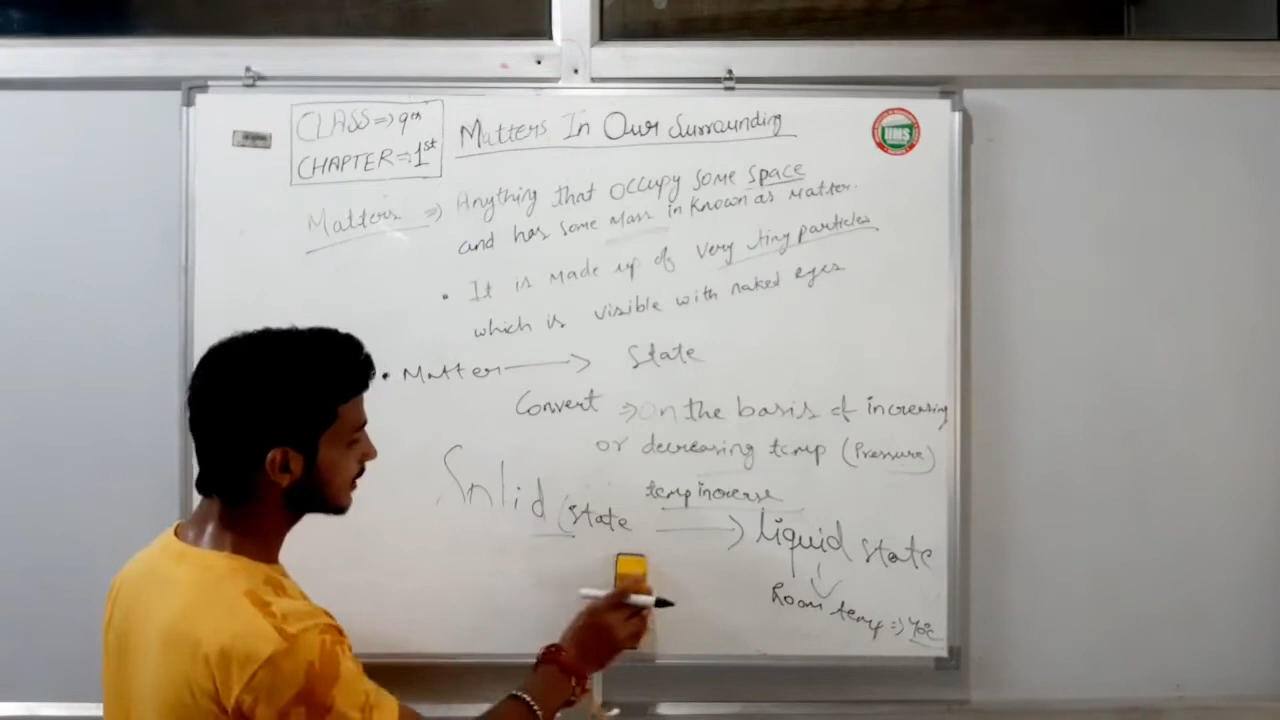 CLASS => 9th
CHAPTER => 1st
Matters In Our Surrounding
Matters => Anything that occupy some space
and has some mass in known as matter.
• It is made up of very tiny particles
which is visible with naked eyes
• Matter → State
Convert => On the basis of increasing
or decreasing temp (Pressure)
temp increase
Solid (state → liquid state
Room temp =>
IIMS